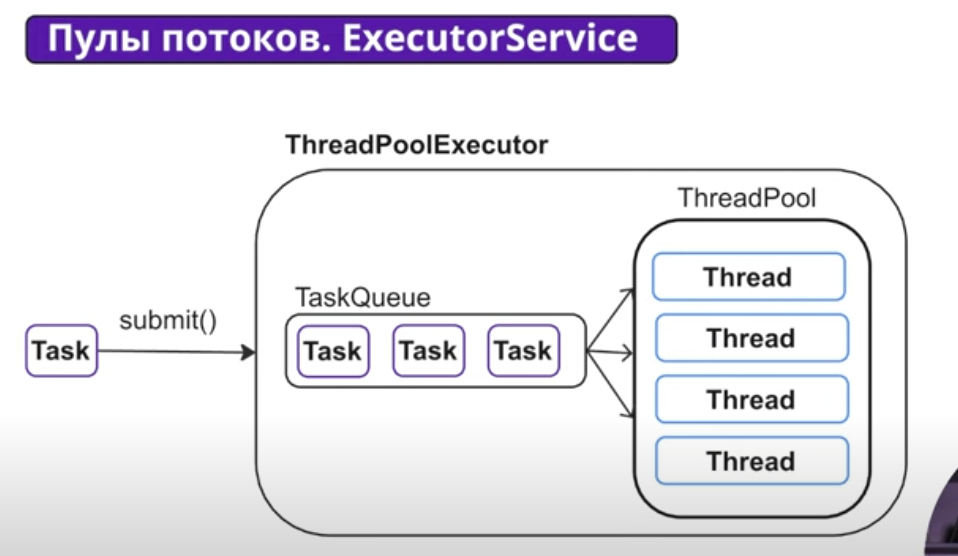 Пулы потоков. ExecutorService
ThreadPoolExecutor
ThreadPool
Thread
TaskQueue
submit()
Task
Task
Task
Task
Thread
Thread
Thread